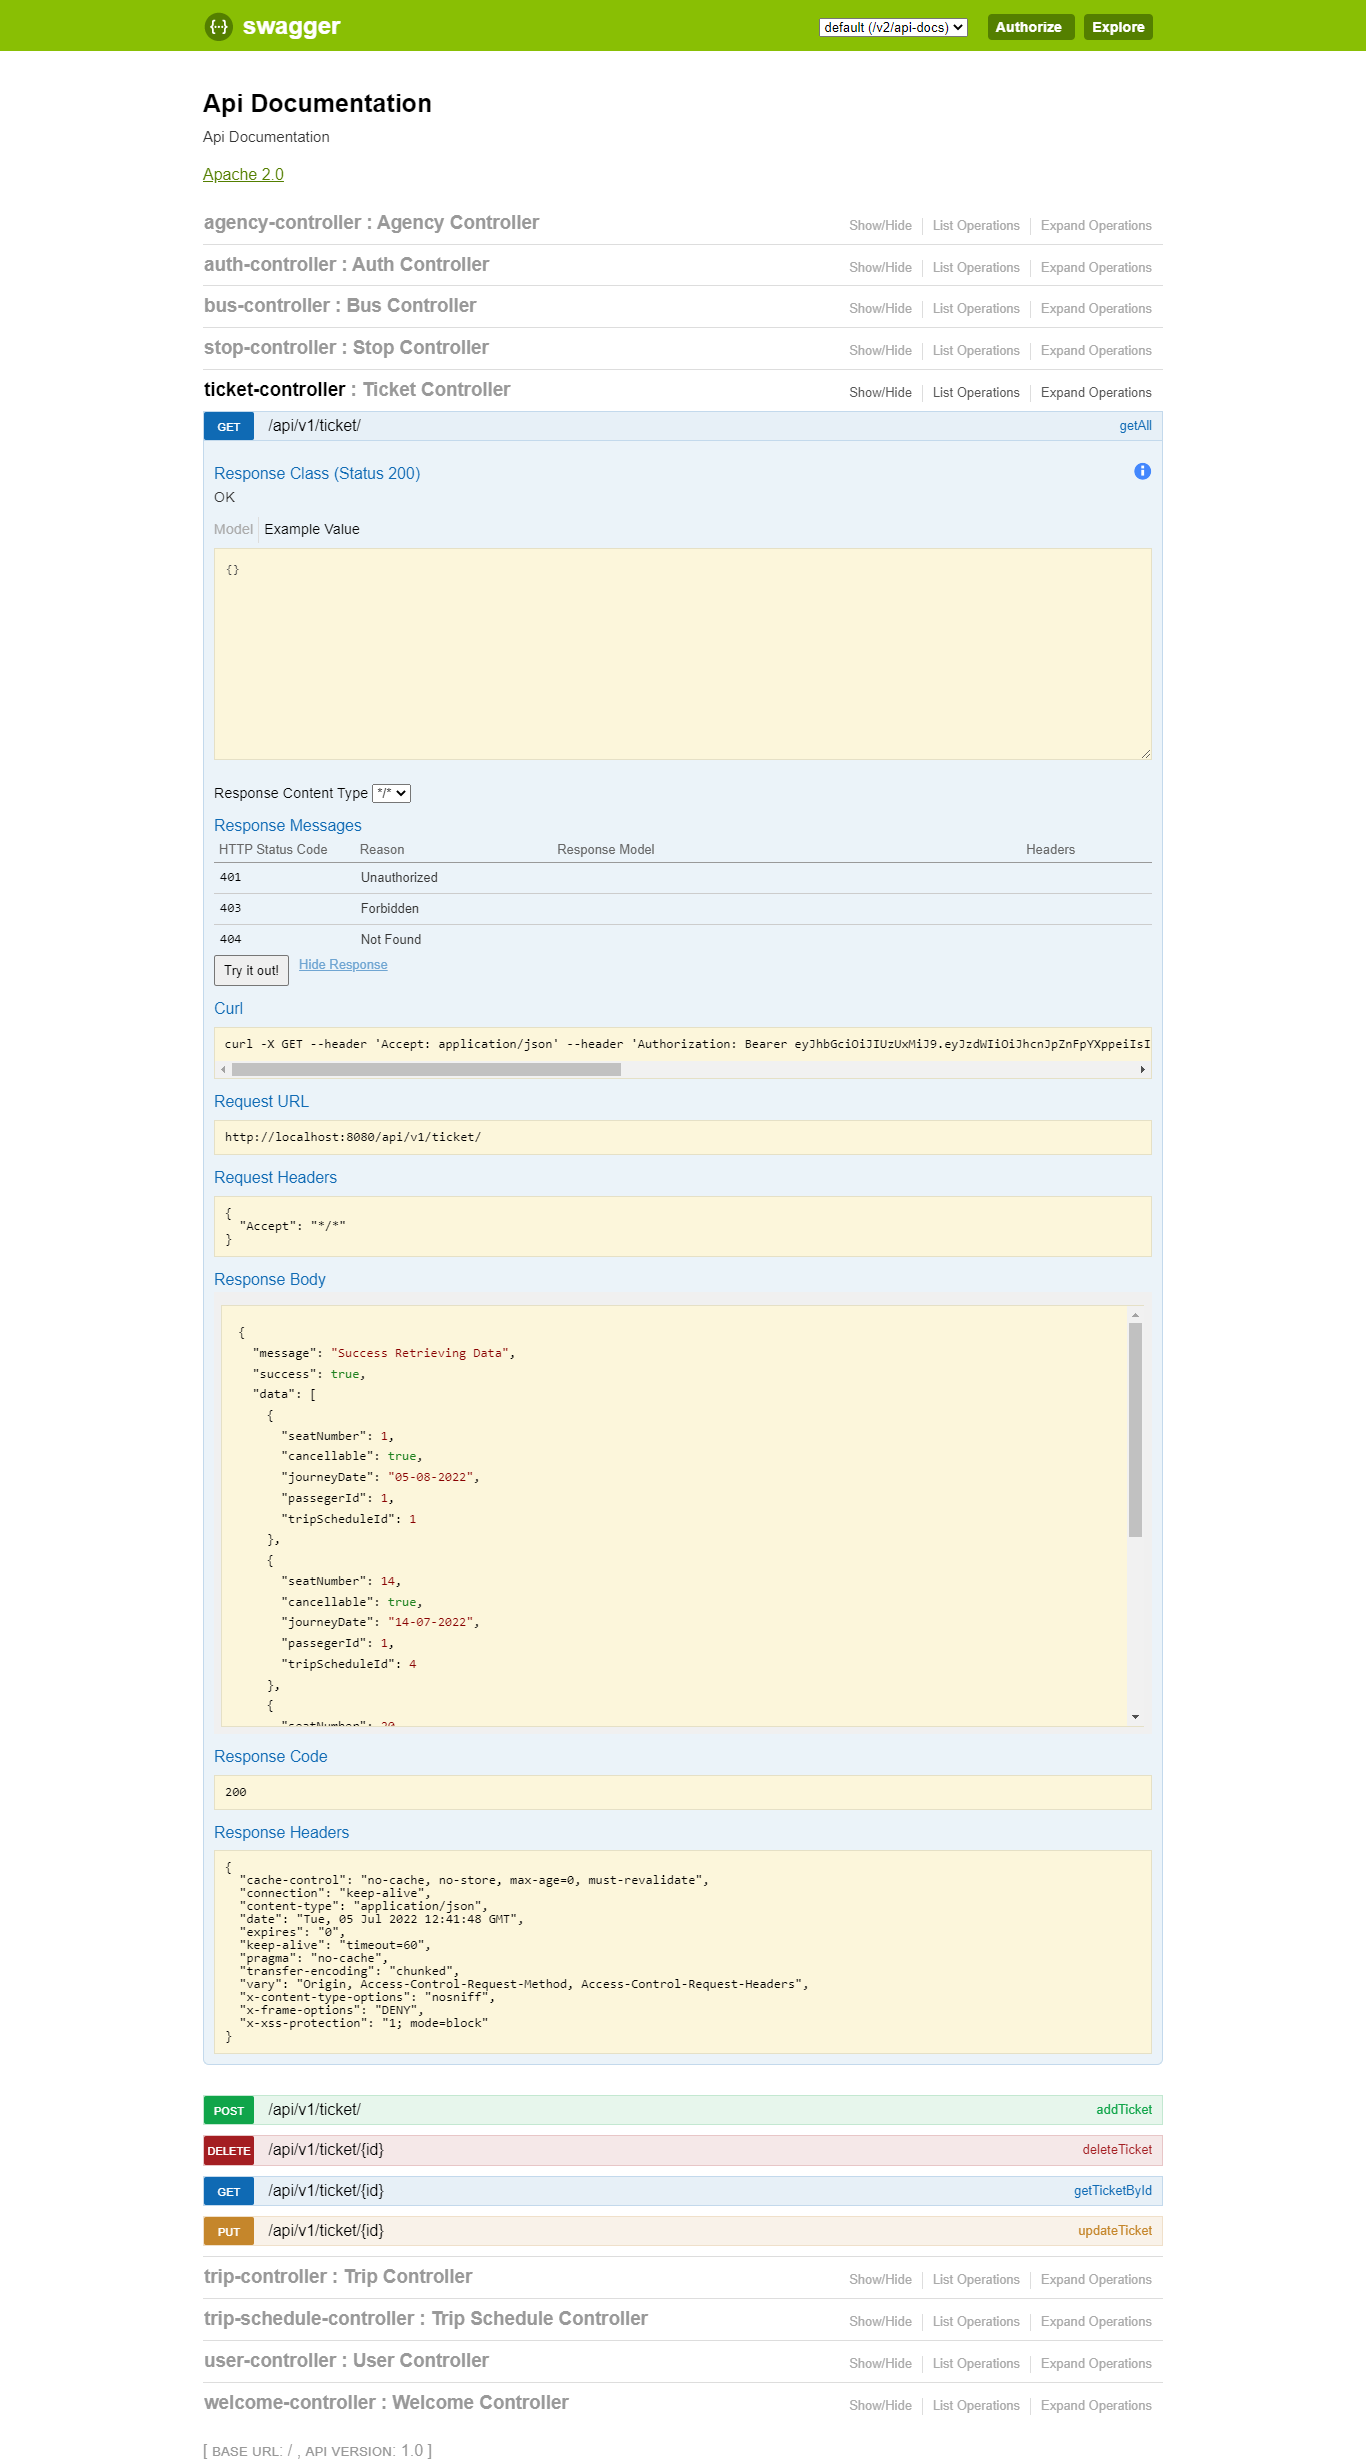 swagger
default (/v2/api-docs)
Authorize
Explore
Api Documentation
Api Documentation
Apache 2.0
agency-controller : Agency Controller
Show/Hide List Operations Expand Operations
auth-controller : Auth Controller
Show/Hide List Operations Expand Operations
bus-controller : Bus Controller
Show/Hide List Operations Expand Operations
stop-controller : Stop Controller
Show/Hide List Operations Expand Operations
ticket-controller : Ticket Controller
Show/Hide List Operations Expand Operations
GET /api/v1/ticket/ getAll
Response Class (Status 200)
OK
Model Example Value
{}
Response Content Type */*
Response Messages
HTTP Status Code Reason Response Model Headers
401 Unauthorized
403 Forbidden
404 Not Found
Try it out! Hide Response
Curl
curl -X GET --header 'Accept: application/json' --header 'Authorization: Bearer eyJhbGciOiJIUzUxMiJ9.eyJzdWIiOiJhcnJpZnFpYXppeiIsI
Request URL
http://localhost:8080/api/v1/ticket/
Request Headers
{
"Accept": "*/*"
}
Response Body
{
"message": "Success Retrieving Data",
"success": true,
"data": [
{
"seatNumber": 1,
"cancellable": true,
"journeyDate": "05-08-2022",
"passegerId": 1,
"tripScheduleId": 1
},
{
"seatNumber": 14,
"cancellable": true,
"journeyDate": "14-07-2022",
"passegerId": 1,
"tripScheduleId": 4
},
{
"seatNumber": 20
Response Code
200
Response Headers
{
"cache-control": "no-cache, no-store, max-age=0, must-revalidate",
"connection": "keep-alive",
"content-type": "application/json",
"date": "Tue, 05 Jul 2022 12:41:48 GMT",
"expires": "0",
"keep-alive": "timeout=60",
"pragma": "no-cache",
"transfer-encoding": "chunked",
"vary": "Origin, Access-Control-Request-Method, Access-Control-Request-Headers",
"x-content-type-options": "nosniff",
"x-frame-options": "DENY",
"x-xss-protection": "1; mode=block"
}
POST /api/v1/ticket/ addTicket
DELETE /api/v1/ticket/{id} deleteTicket
GET /api/v1/ticket/{id} getTicketById
PUT /api/v1/ticket/{id} updateTicket
trip-controller : Trip Controller
Show/Hide List Operations Expand Operations
trip-schedule-controller : Trip Schedule Controller
Show/Hide List Operations Expand Operations
user-controller : User Controller
Show/Hide List Operations Expand Operations
welcome-controller : Welcome Controller
Show/Hide List Operations Expand Operations
[ BASE URL: / , API VERSION: 1.0 ]